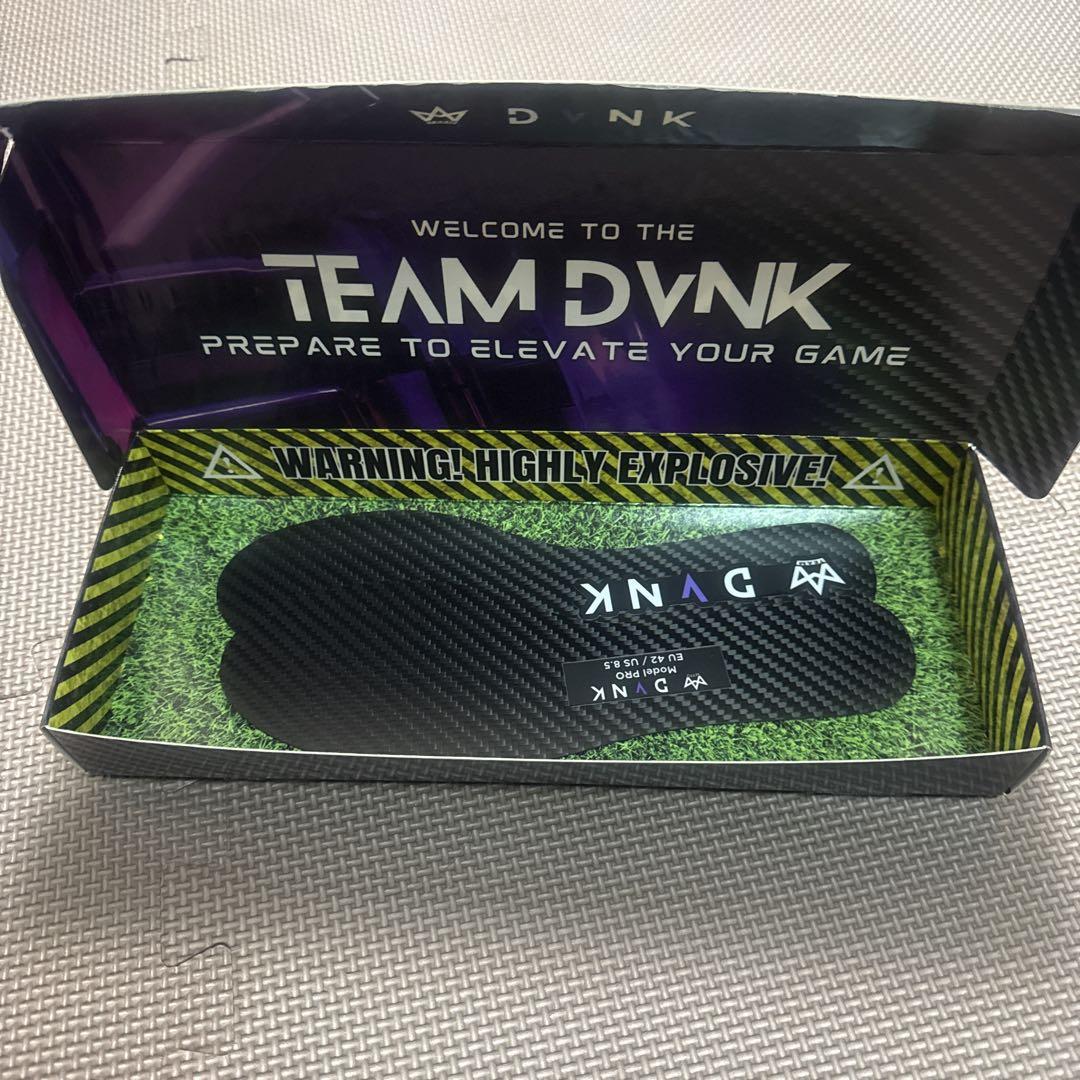 DVNK
WELCOME TO THE
TEAM DVNK
PREPARE TO ELEVATE YOUR GAME
WARNING! HIGHLY EXPLOSIVE!
DVNK
DVNK
Model PRO
EU 42 / US 8.5